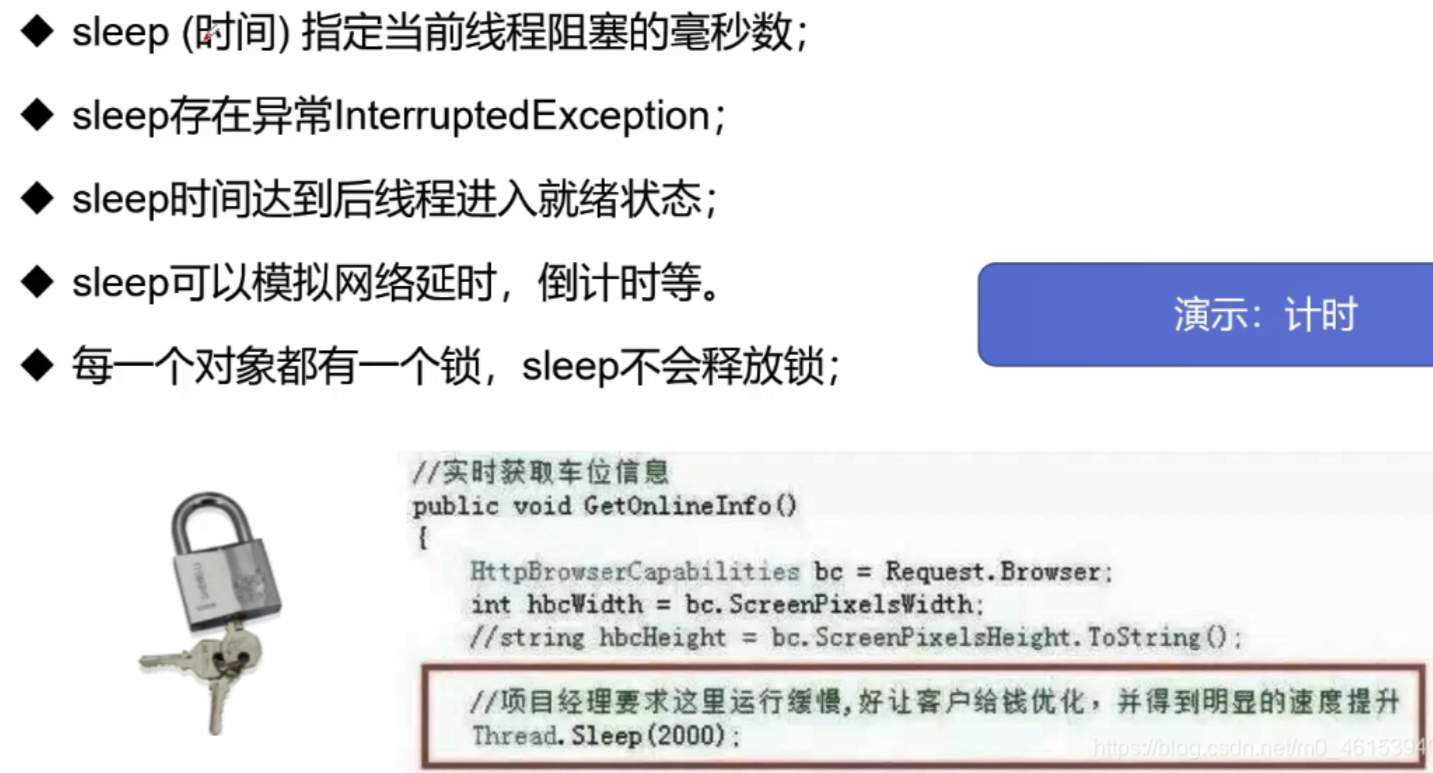 ◆ sleep (时间) 指定当前线程阻塞的毫秒数；
◆ sleep存在异常InterruptedException；
◆ sleep时间达到后线程进入就绪状态；
◆ sleep可以模拟网络延时，倒计时等。
演示：计时
◆ 每一个对象都有一个锁，sleep不会释放锁；
//实时获取车位信息
public void GetOnlineInfo()
{
HttpBrowserCapabilities bc = Request.Browser;
int hbcWidth = bc.ScreenPixelsWidth;
//string hbcHeight = bc.ScreenPixelsHeight.ToString();
//项目经理要求这里运行缓慢,好让客户给钱优化，并得到明显的速度提升
Thread.Sleep(2000);